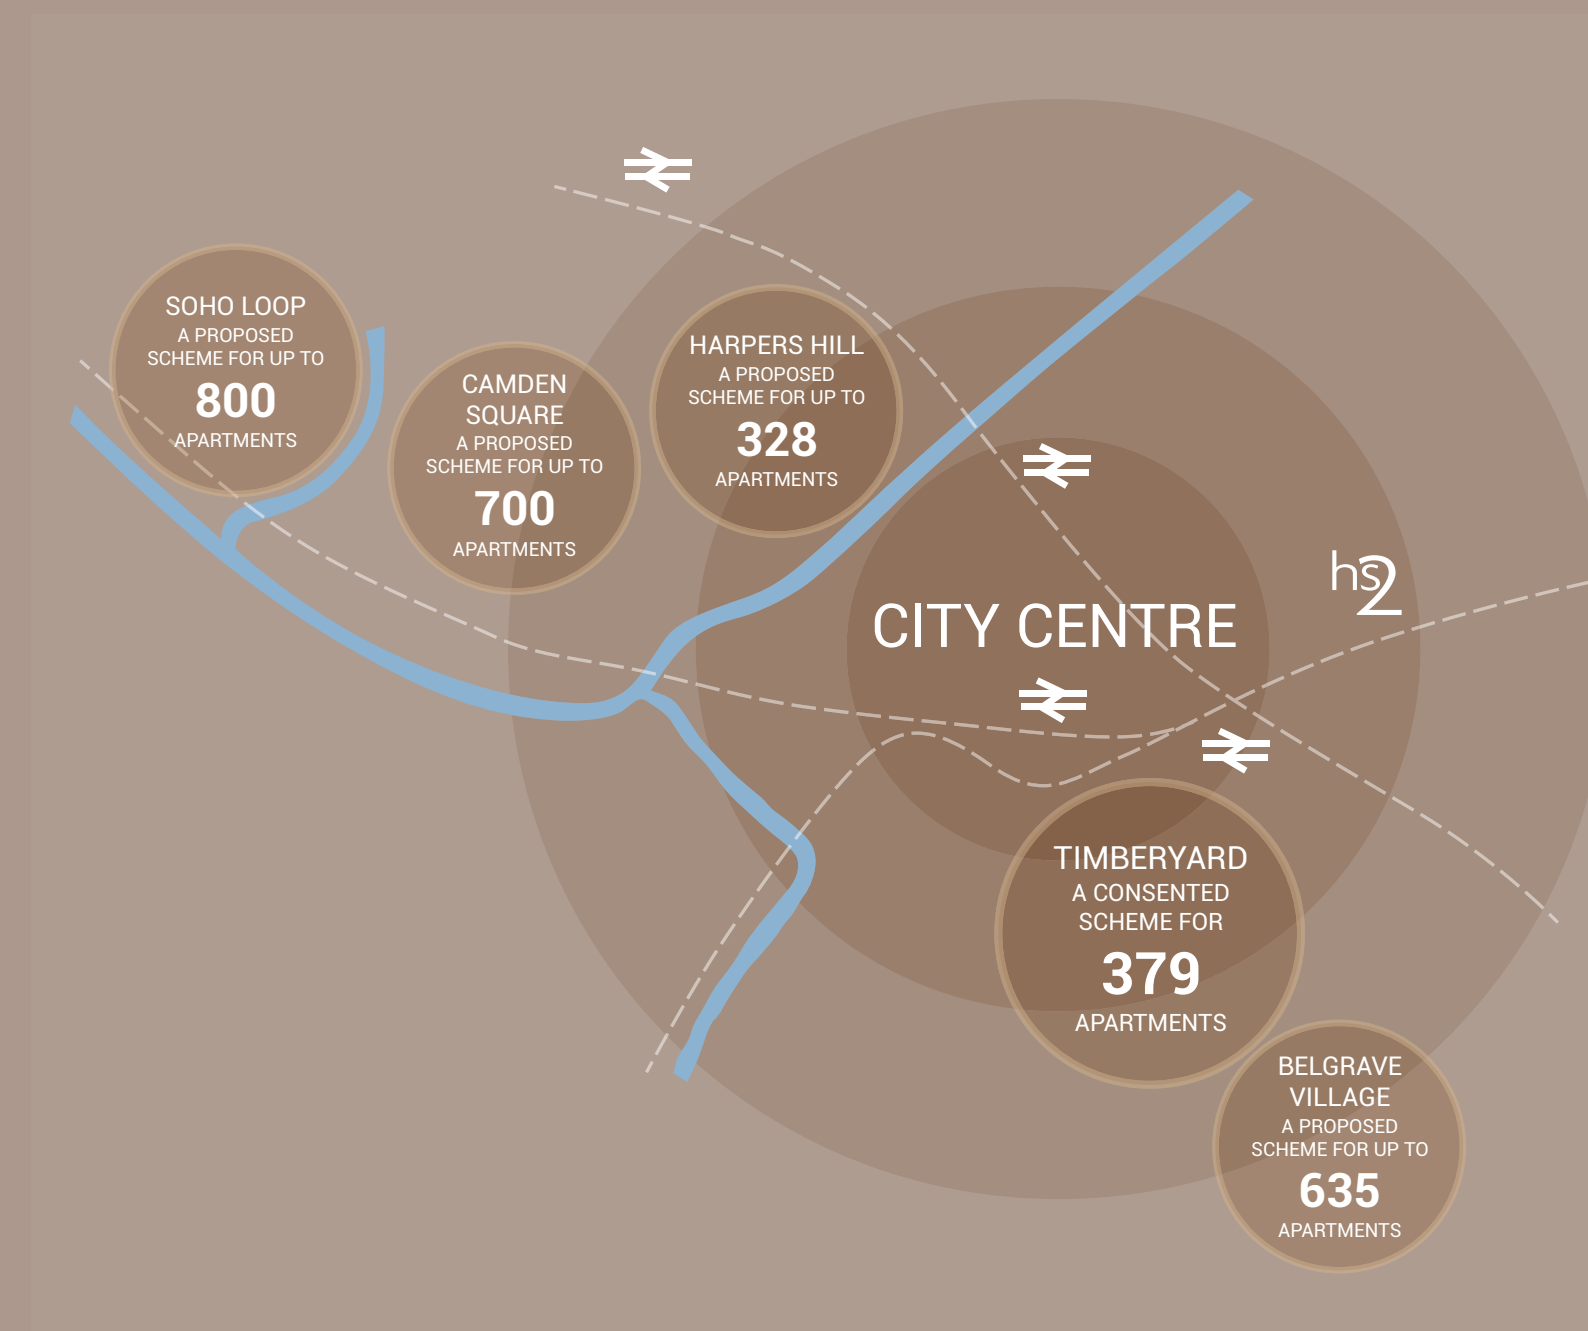 SOHO LOOP
A PROPOSED
SCHEME FOR UP TO
800
APARTMENTS
CAMDEN
SQUARE
A PROPOSED
SCHEME FOR UP TO
700
APARTMENTS
HARPERS HILL
A PROPOSED
SCHEME FOR UP TO
328
APARTMENTS
hs2
CITY CENTRE
TIMBERYARD
A CONSENTED
SCHEME FOR
379
APARTMENTS
BELGRAVE
VILLAGE
A PROPOSED
SCHEME FOR UP TO
635
APARTMENTS